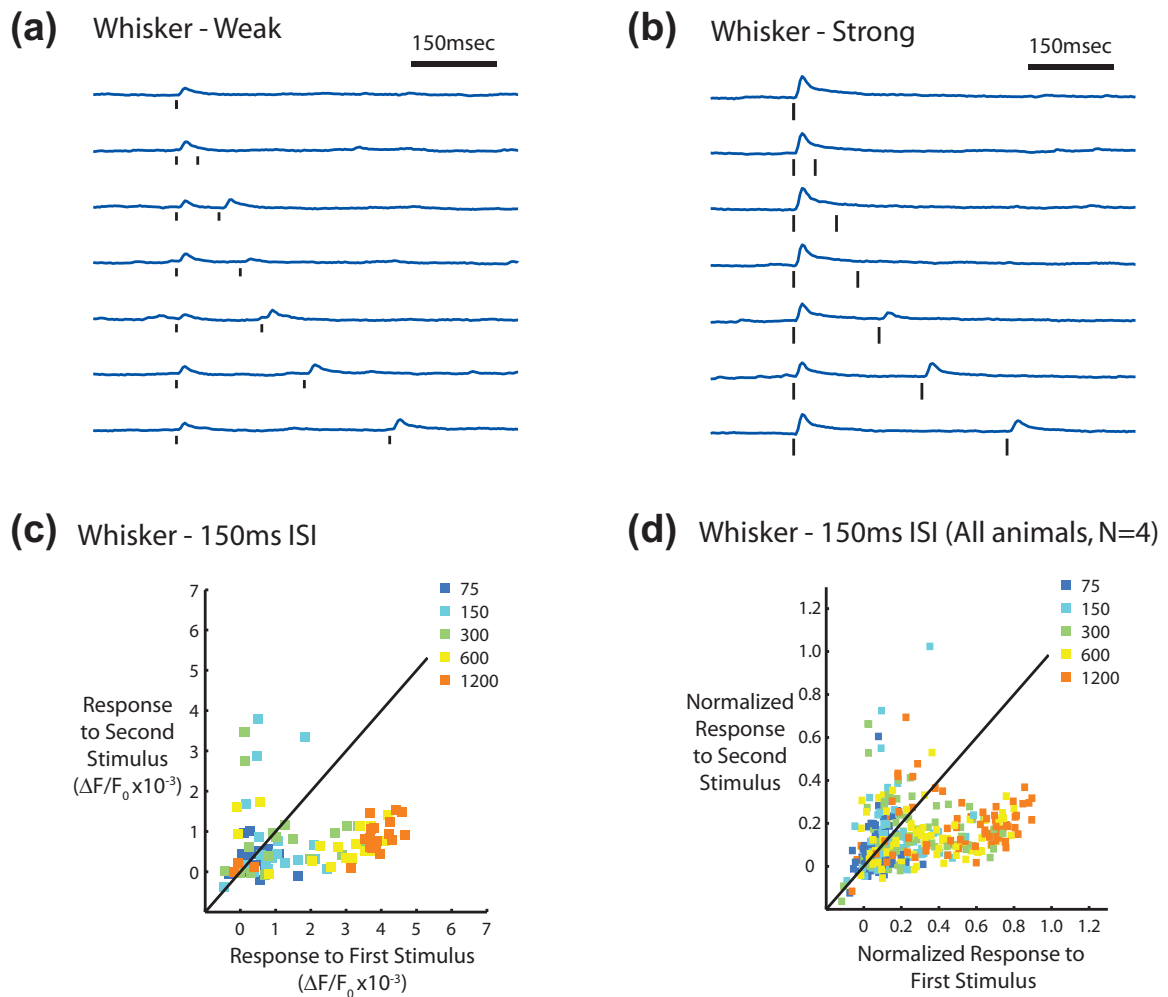 (a) Whisker - Weak
150msec
(b) Whisker - Strong
150msec
(c) Whisker - 150ms ISI
7
6
5
4
3
2
1
0
Response
to Second
Stimulus
(ΔF/F₀ x10⁻³)
75
150
300
600
1200
0 1 2 3 4 5 6 7
Response to First Stimulus
(ΔF/F₀ x10⁻³)
(d) Whisker - 150ms ISI (All animals, N=4)
1.2
1.0
0.8
0.6
0.4
0.2
0
Normalized
Response
to Second
Stimulus
75
150
300
600
1200
0 0.2 0.4 0.6 0.8 1.0 1.2
Normalized Response to
First Stimulus